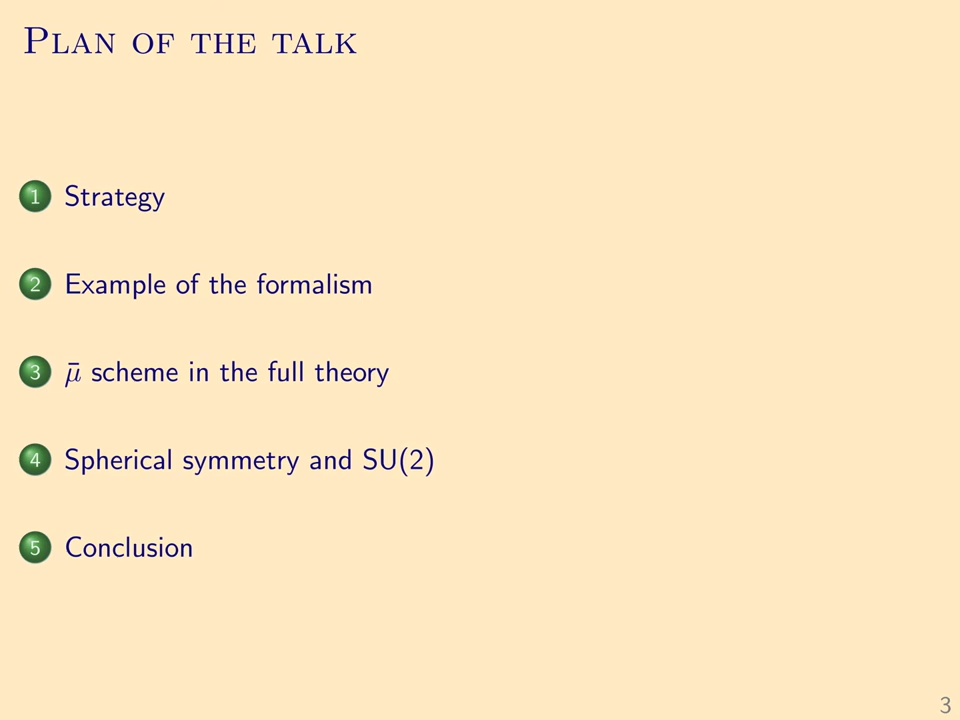 Plan of the talk
1 Strategy
2 Example of the formalism
3 μ̄ scheme in the full theory
4 Spherical symmetry and SU(2)
5 Conclusion
3